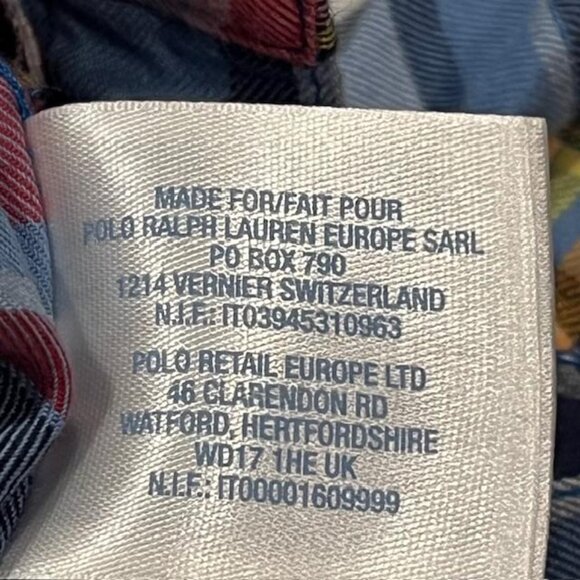 MADE FOR/FAIT POUR
POLO RALPH LAUREN EUROPE SARL
PO BOX 790
1214 VERNIER SWITZERLAND
N.I.F.: IT03945310963
POLO RETAIL EUROPE LTD
46 CLARENDON RD
WATFORD, HERTFORDSHIRE
WD17 1HE UK
N.I.F.: IT00001609999